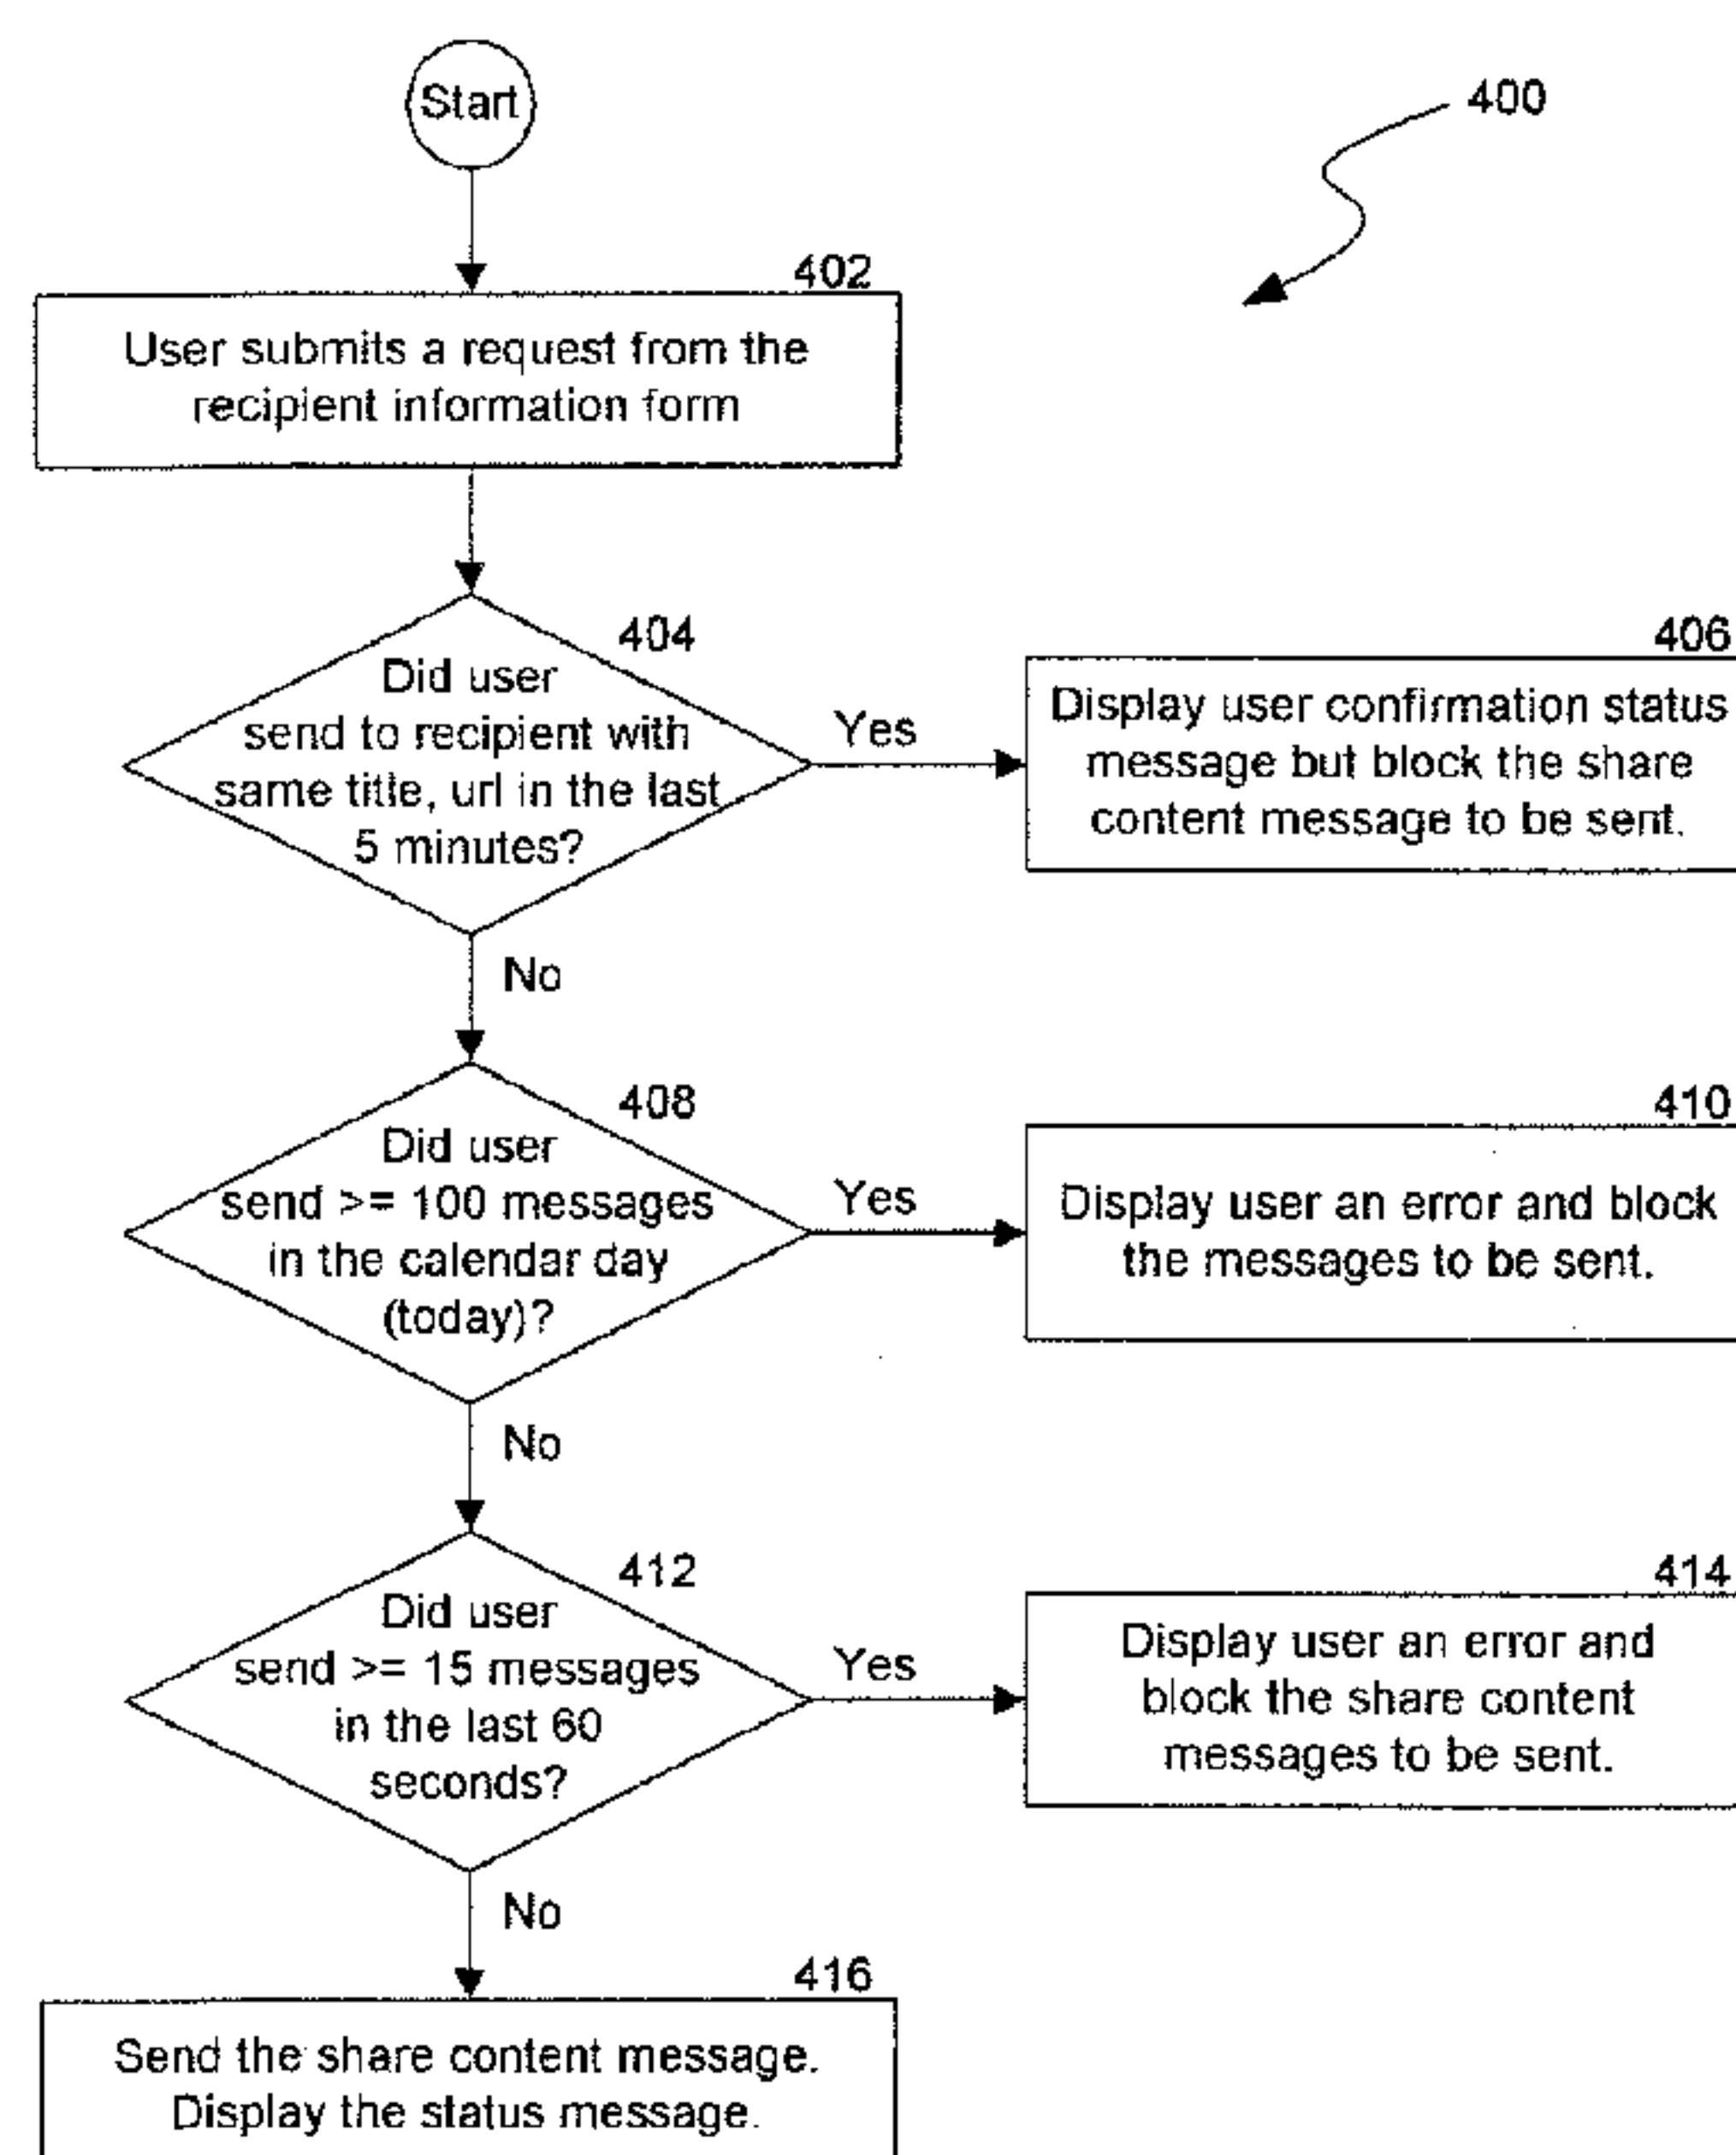 Start
400
402
User submits a request from the
recipient information form
404
Did user
send to recipient with
same title, url in the last
5 minutes?
Yes
406
Display user confirmation status
message but block the share
content message to be sent.
No
408
Did user
send >= 100 messages
in the calendar day
(today)?
Yes
410
Display user an error and block
the messages to be sent.
No
412
Did user
send >= 15 messages
in the last 60
seconds?
Yes
414
Display user an error and
block the share content
messages to be sent.
No
416
Send the share content message.
Display the status message.